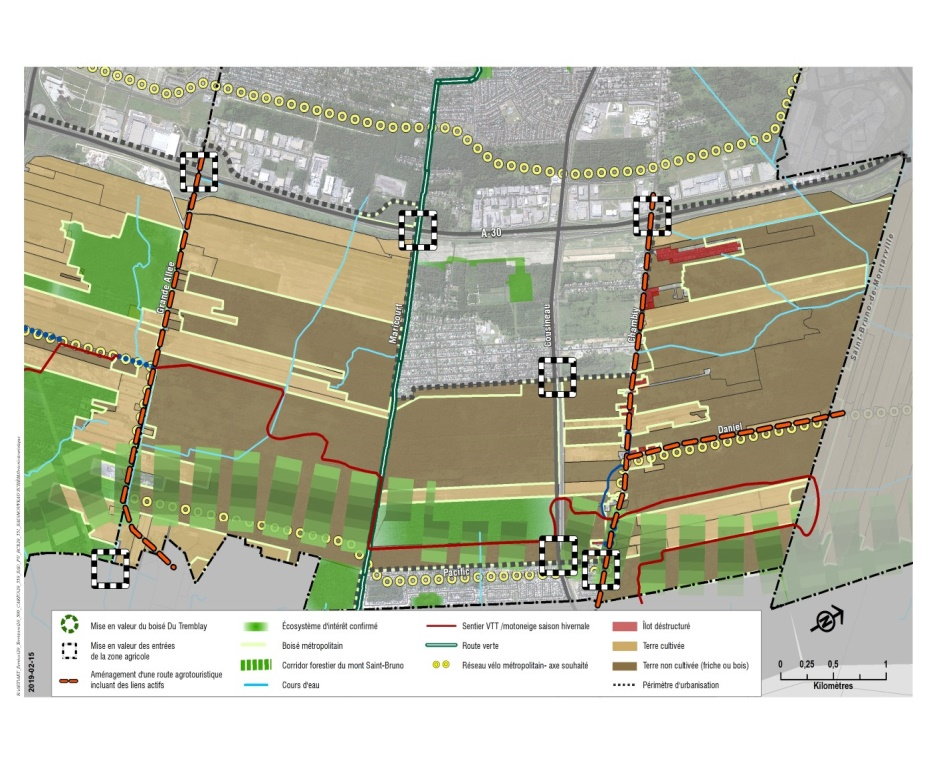 A-30
Grande Allée
Marcourt
Cousineau
Chambly
Saint-Bruno-de-Montarville
Daniel
Pacific
2019-02-15
Mise en valeur du boisé Du Tremblay
Mise en valeur des entrées
de la zone agricole
Aménagement d'une route agrotouristique
incluant des liens actifs
Écosystème d'intérêt confirmé
Boisé métropolitain
Corridor forestier du mont Saint-Bruno
Cours d'eau
Sentier VTT /motoneige saison hivernale
Route verte
Réseau vélo métropolitain- axe souhaité
Ilot déstructuré
Terre cultivée
Terre non cultivée (friche ou bois)
Périmètre d'urbanisation
N
0 0,25 0,5 1
Kilomètres